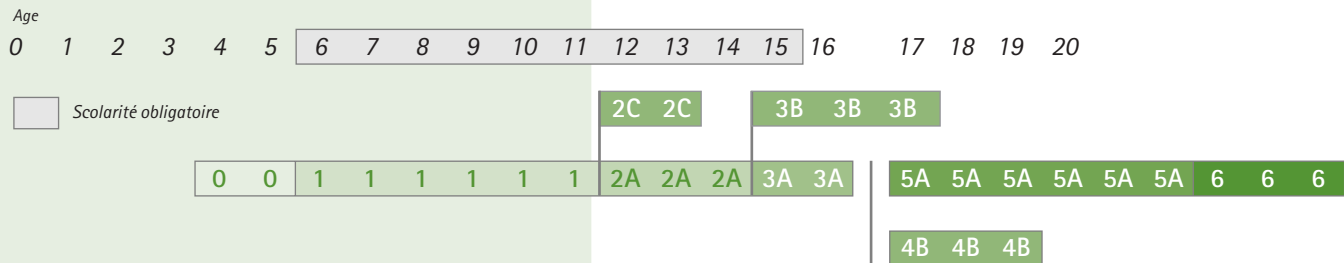 Age
0 1 2 3 4 5 6 7 8 9 10 11 12 13 14 15 16 17 18 19 20
Scolarité obligatoire
2C 2C 3B 3B 3B
0 0 1 1 1 1 1 1 2A 2A 2A 3A 3A 5A 5A 5A 5A 5A 5A 6 6 6
4B 4B 4B